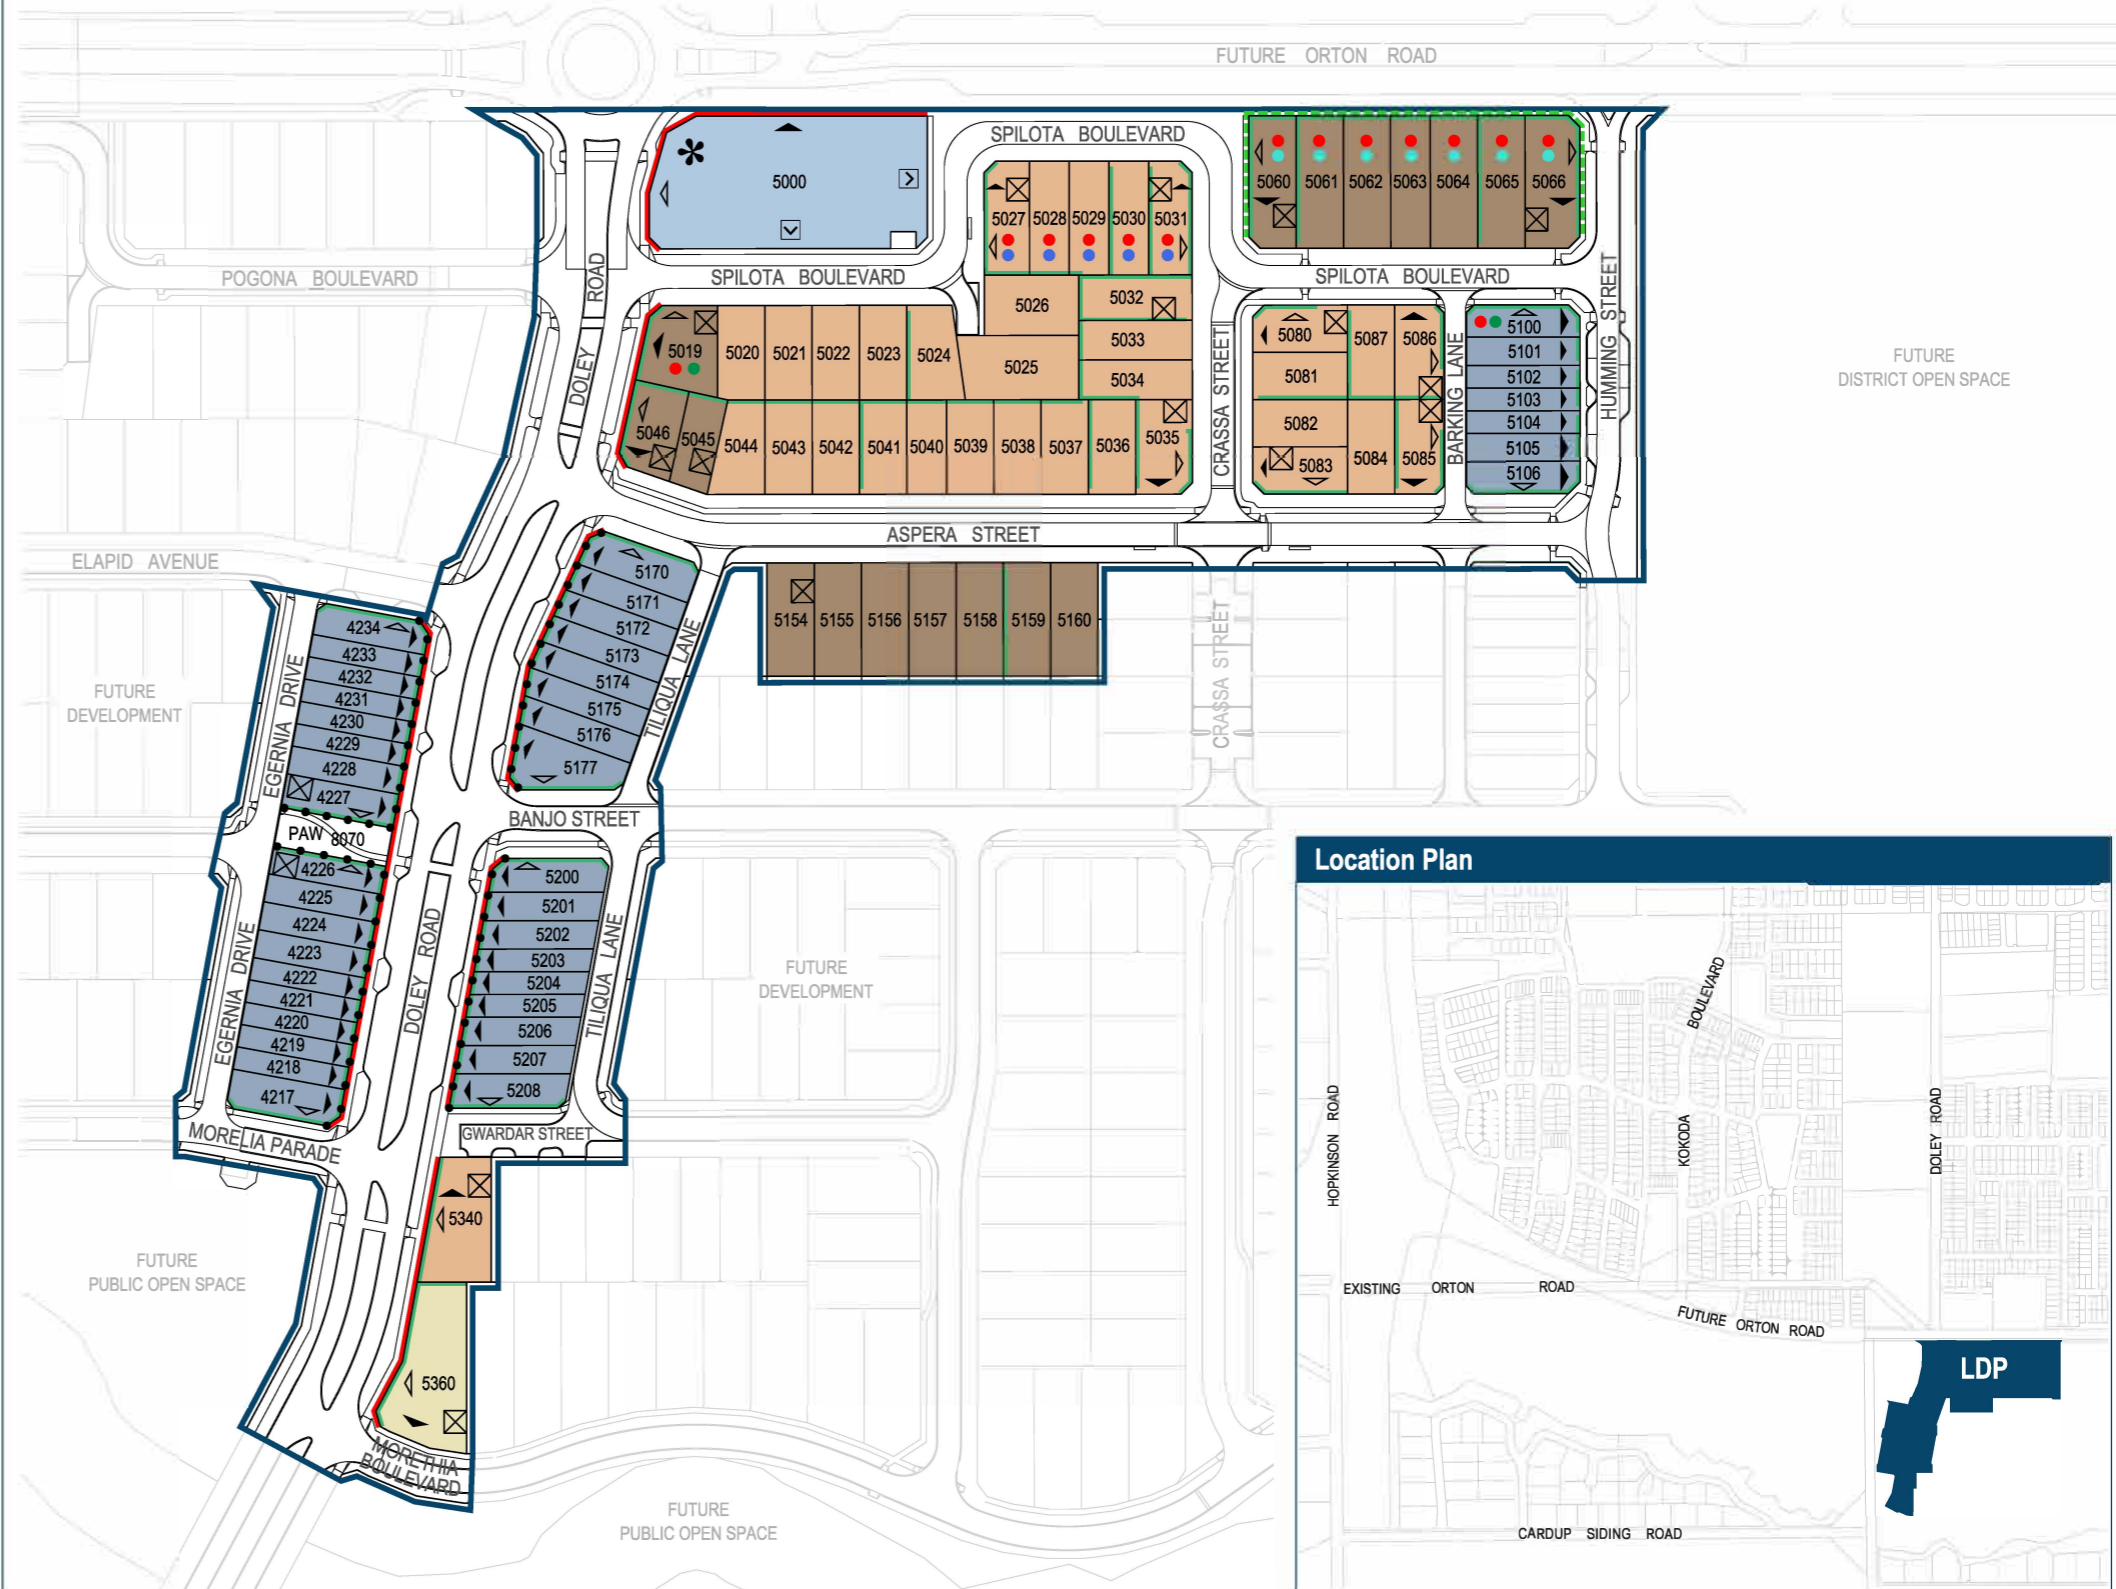 FUTURE ORTON ROAD
SPILOTA BOULEVARD
5000
5060 5061 5062 5063 5064 5065 5066
5027 5028 5029 5030 5031
POGONA BOULEVARD
DOLEY ROAD
SPILOTA BOULEVARD
SPILOTA BOULEVARD
HUMMING STREET
5026
5032
5033
5034
5019 5020 5021 5022 5023 5024
5025
CRASSA STREET
5080 5087 5086
5081
5082
5083 5084 5085
BARKING LANE
5100
5101
5102
5103
5104
5105
5106
FUTURE
DISTRICT OPEN SPACE
5046 5045 5044 5043 5042 5041 5040 5039 5038 5037 5036 5035
ASPERA STREET
ELAPID AVENUE
5170
5171
5172
5173
5174
5175
5176
5177
TILIQUA LANE
5154 5155 5156 5157 5158 5159 5160
CRASSA STREET
4234
4233
4232
4231
4230
4229
4228
4227
EGERNIA DRIVE
FUTURE
DEVELOPMENT
PAW 8070
BANJO STREET
4226
4225
4224
4223
4222
4221
4220
4219
4218
4217
EGERNIA DRIVE
DOLEY ROAD
5200
5201
5202
5203
5204
5205
5206
5207
5208
TILIQUA LANE
FUTURE
DEVELOPMENT
MORELIA PARADE
GWARDAR STREET
5340
FUTURE
PUBLIC OPEN SPACE
5360
MORETHIA
BOULEVARD
FUTURE
PUBLIC OPEN SPACE
Location Plan
BOULEVARD
KOKODA
HOPKINSON ROAD
DOLEY ROAD
EXISTING ORTON ROAD
FUTURE ORTON ROAD
LDP
CARDUP SIDING ROAD